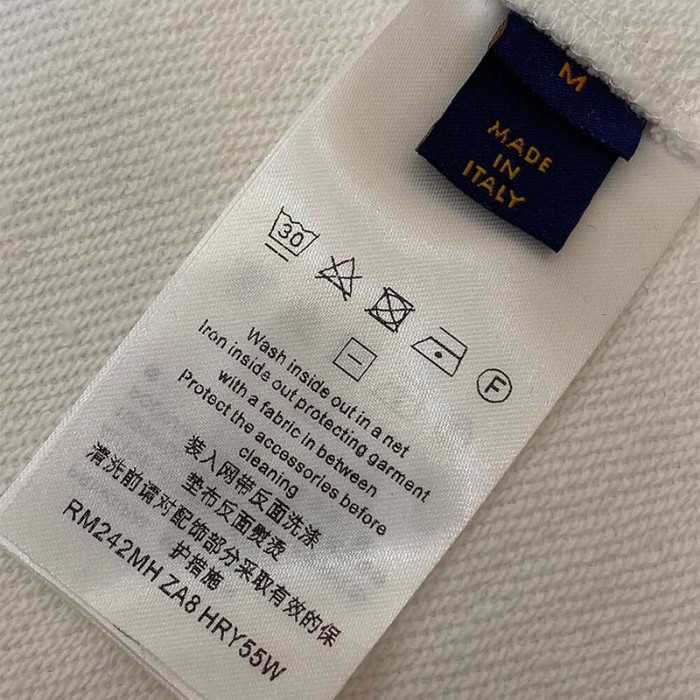 M
MADE
IN
ITALY
30
F
Wash inside out in a net
Iron inside out protecting garment
with a fabric in between
Protect the accessories before
cleaning
装入网带反面洗涤
垫布反面熨烫
清洗前请对配饰部分采取有效的保
护措施
RM242MH ZA8 HRY55W